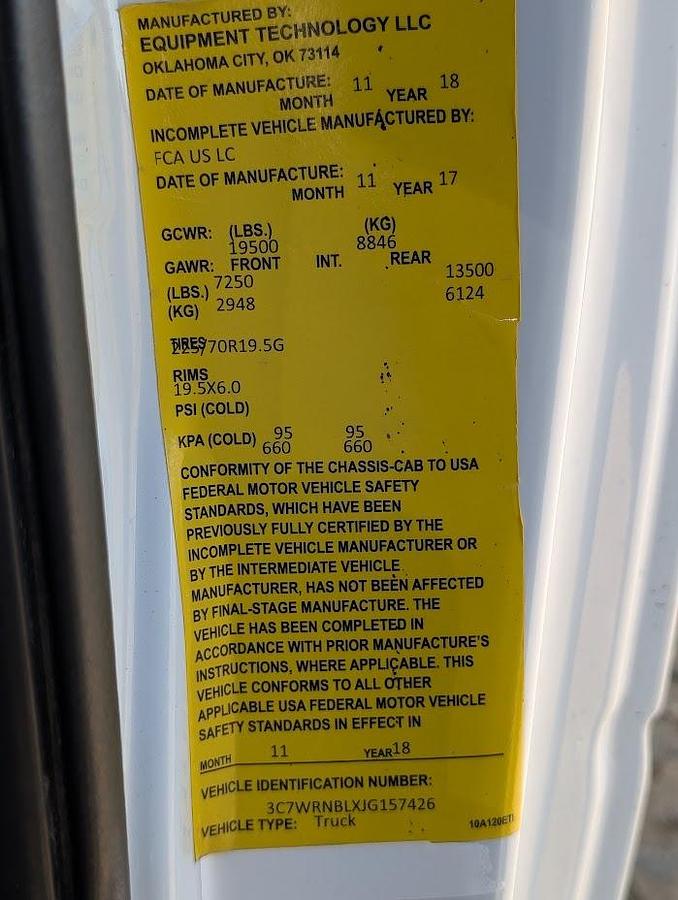 MANUFACTURED BY:
EQUIPMENT TECHNOLOGY LLC
OKLAHOMA CITY, OK 73114
DATE OF MANUFACTURE: 11 YEAR 18
MONTH
INCOMPLETE VEHICLE MANUFACTURED BY:
FCA US LC
DATE OF MANUFACTURE: 11 YEAR 17
MONTH
GCWR: (LBS.) (KG)
19500 8846
GAWR: FRONT INT. REAR
(LBS.) 7250 13500
(KG) 2948 6124
TIRES
225/70R19.5G
RIMS
19.5X6.0
PSI (COLD)
95 95
KPA (COLD) 660 660
CONFORMITY OF THE CHASSIS-CAB TO USA
FEDERAL MOTOR VEHICLE SAFETY
STANDARDS, WHICH HAVE BEEN
PREVIOUSLY FULLY CERTIFIED BY THE
INCOMPLETE VEHICLE MANUFACTURER OR
BY THE INTERMEDIATE VEHICLE
MANUFACTURER, HAS NOT BEEN AFFECTED
BY FINAL-STAGE MANUFACTURE. THE
VEHICLE HAS BEEN COMPLETED IN
ACCORDANCE WITH PRIOR MANUFACTURE'S
INSTRUCTIONS, WHERE APPLICABLE. THIS
VEHICLE CONFORMS TO ALL OTHER
APPLICABLE USA FEDERAL MOTOR VEHICLE
SAFETY STANDARDS IN EFFECT IN
MONTH 11 YEAR 18
VEHICLE IDENTIFICATION NUMBER:
3C7WRNBLXJG157426
VEHICLE TYPE: Truck 10A120ETI